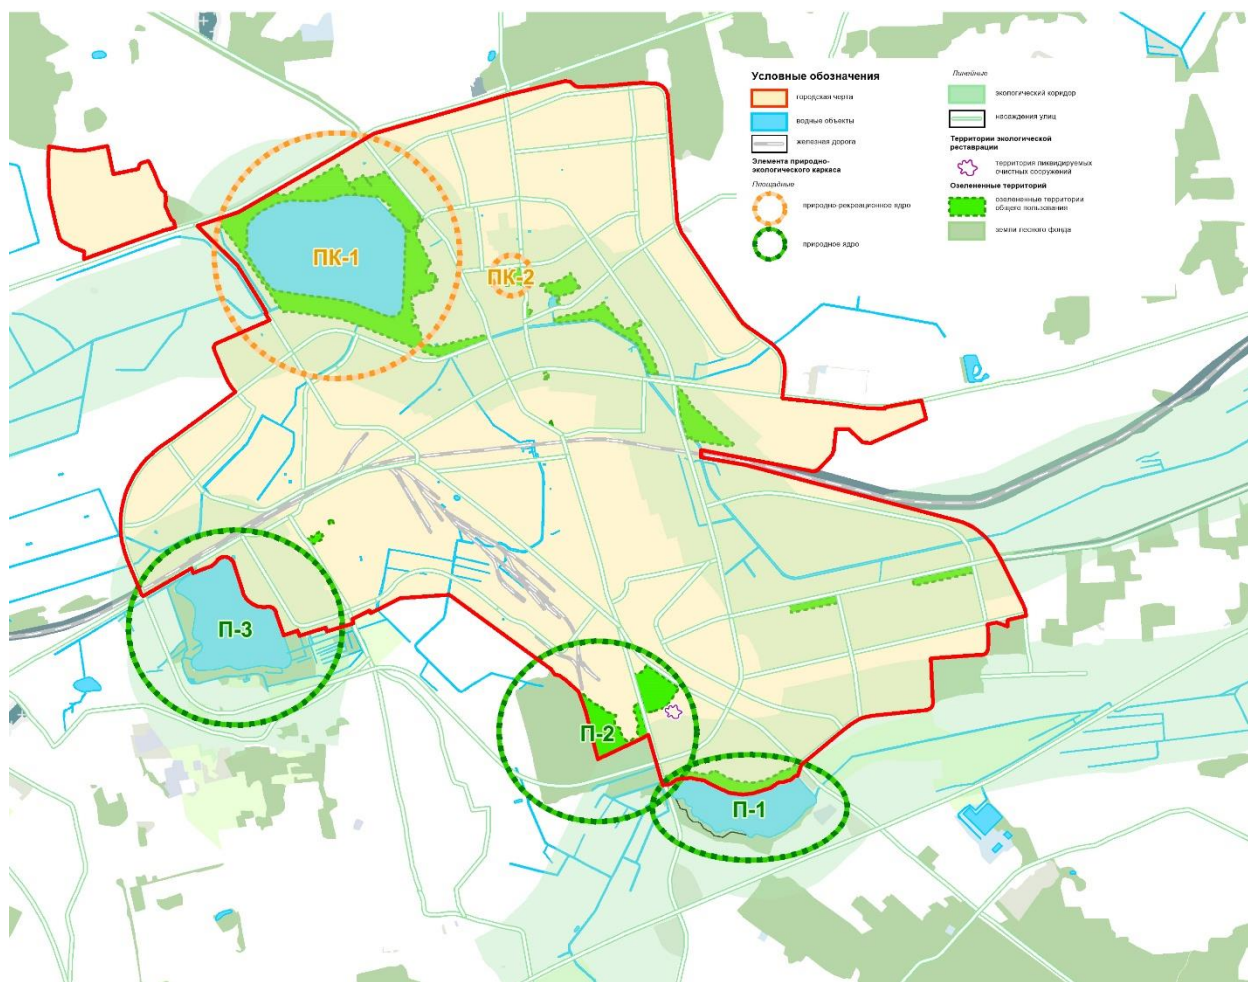 Условные обозначения
городская черта
водные объекты
железная дорога
Элемента природно-
экологического каркаса
Площадные
природно-рекреационное ядро
природное ядро
Линейные
экологический коридор
насаждения улиц
Территории экологической
реставрации
территория ликвидируемых
очистных сооружений
Озелененные территорий
озелененные территории
общего пользования
земли лесного фонда
ПК-1
ПК-2
П-3
П-2
П-1